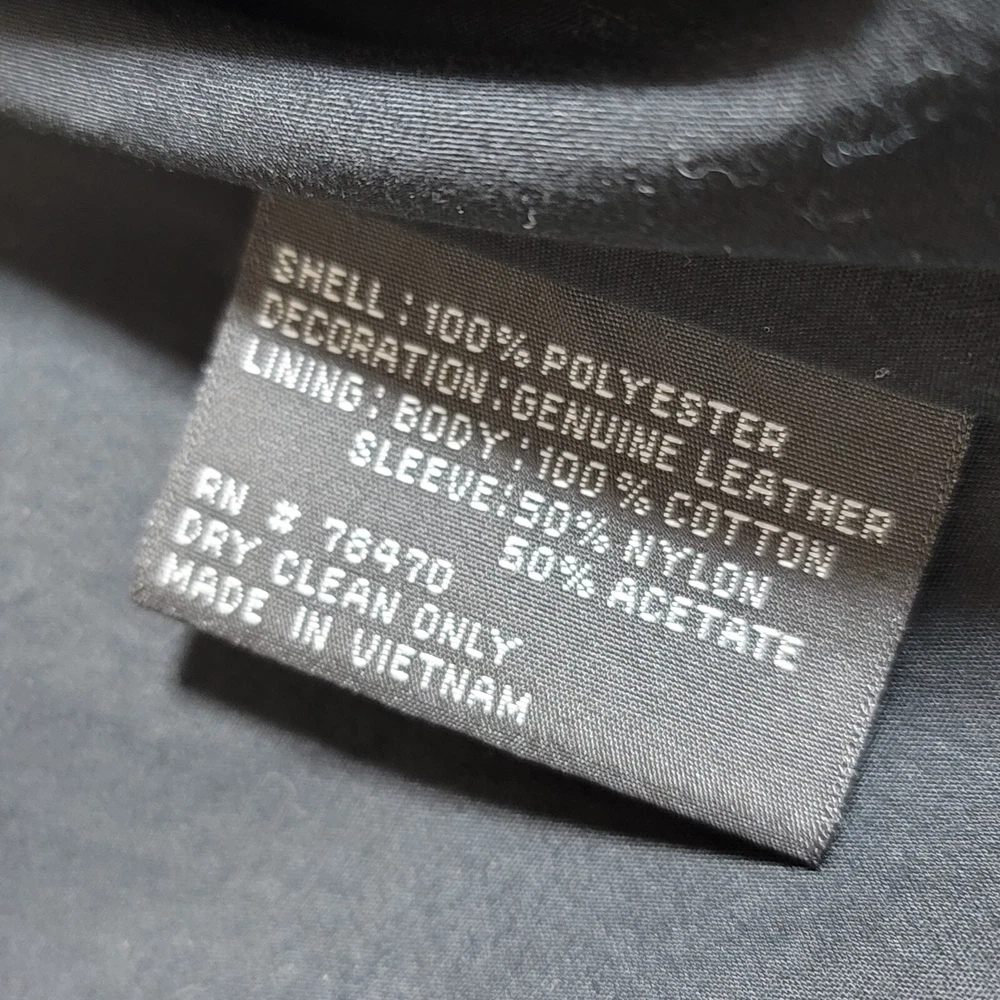 SHELL: 100% POLYESTER
DECORATION: GENUINE LEATHER
LINING: BODY: 100% COTTON
SLEEVE: 50% NYLON
50% ACETATE
RN # 76470
DRY CLEAN ONLY
MADE IN VIETNAM